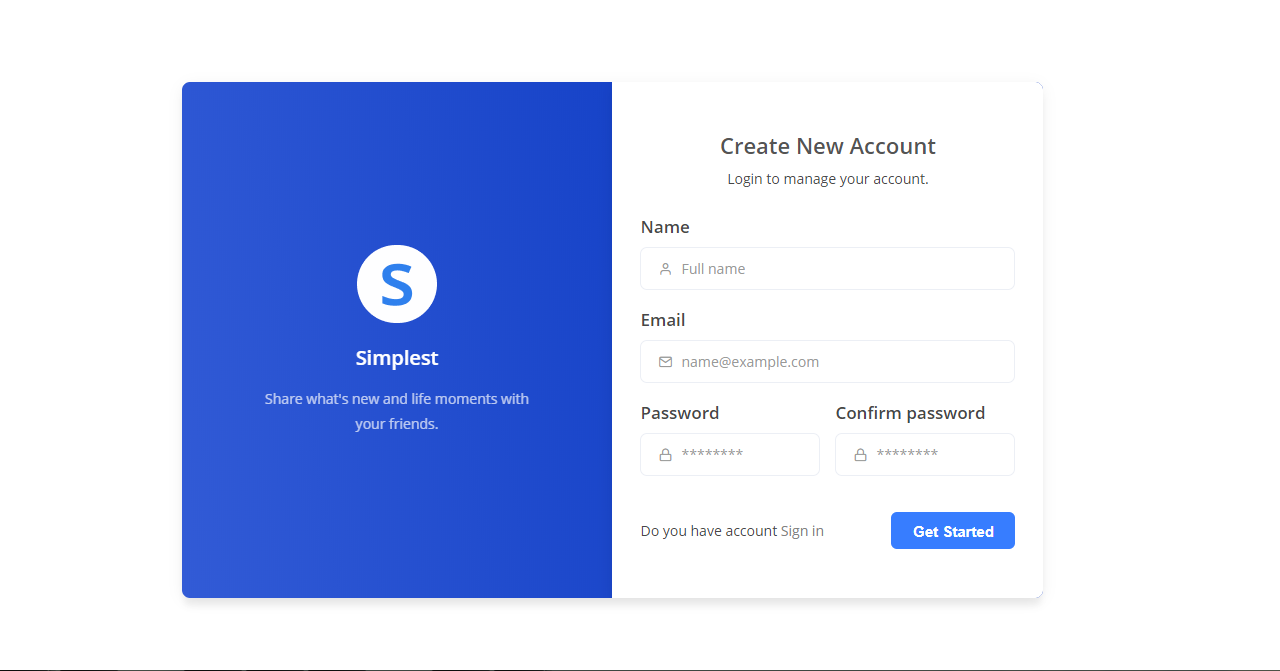 S
Simplest
Share what's new and life moments with
your friends.
Create New Account
Login to manage your account.
Name
Full name
Email
name@example.com
Password
Confirm password
********
********
Do you have account Sign in
Get Started